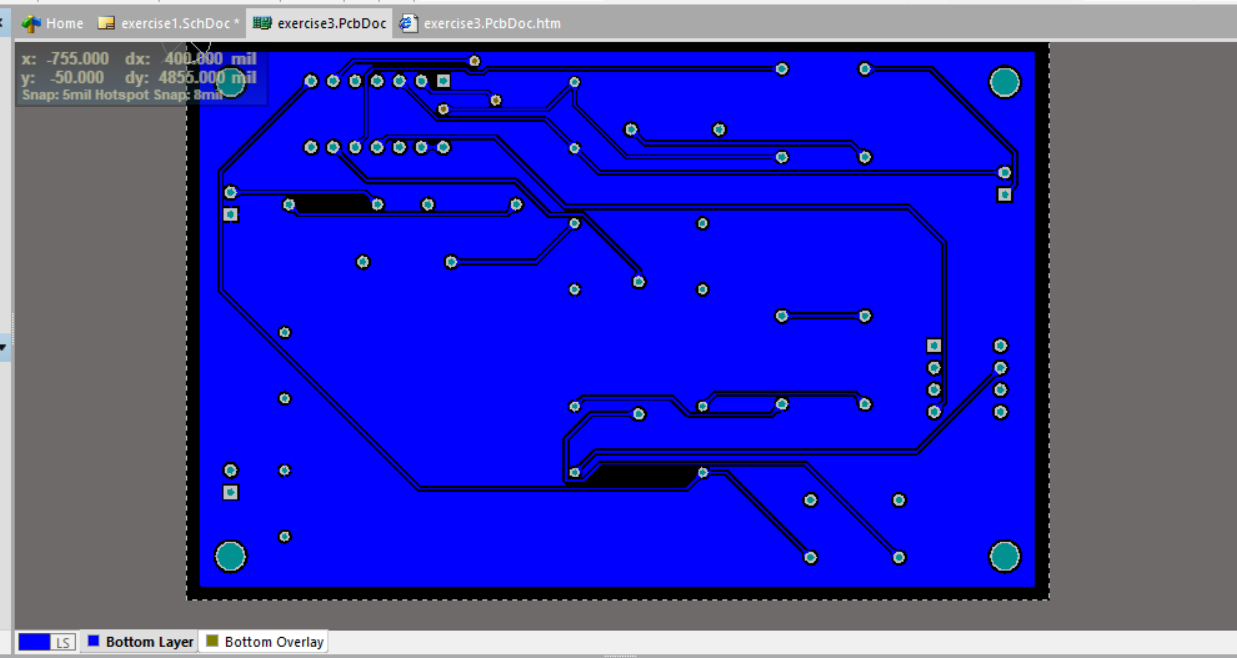 Home exercise1.SchDoc * exercise3.PcbDoc exercise3.PcbDoc.htm
x: -755.000 dx: 400.000 mil
y: -50.000 dy: 4855.000 mil
Snap: 5mil Hotspot Snap: 8mil
LS Bottom Layer Bottom Overlay